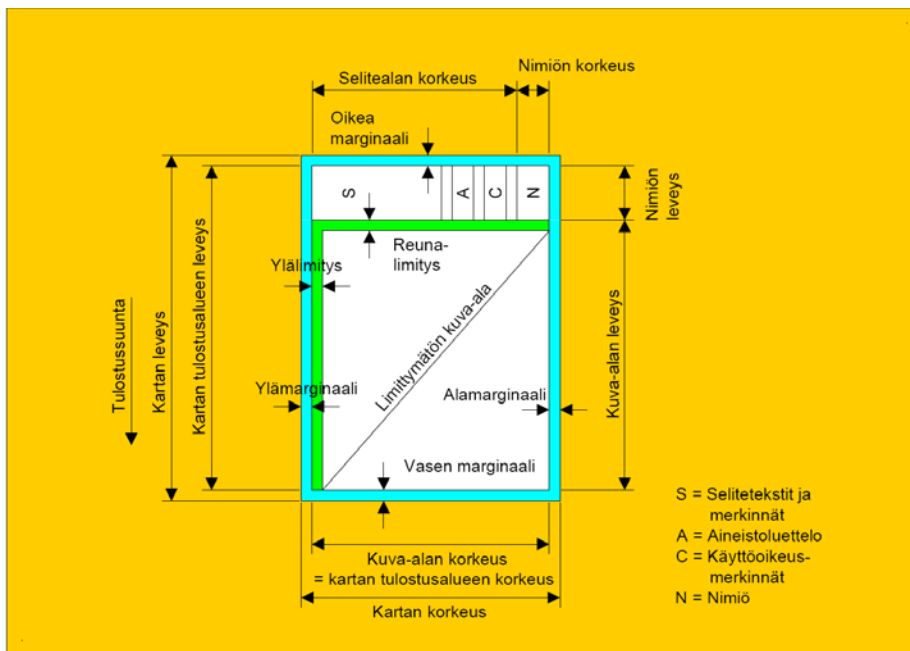 Nimiön korkeus
Selitealan korkeus
Oikea
marginaali
S
A
C
N
Nimiön
leveys
Reuna-
limitys
Ylälimitys
Limittymätön kuva-ala
Tulostussuunta
Kartan leveys
Kartan tulostusalueen leveys
Kuva-alan leveys
Ylämarginaali
Alamarginaali
Vasen marginaali
S = Selitetekstit ja
merkinnät
A = Aineistoluettelo
C = Käyttöoikeus-
merkinnät
N = Nimiö
Kuva-alan korkeus
= kartan tulostusalueen korkeus
Kartan korkeus